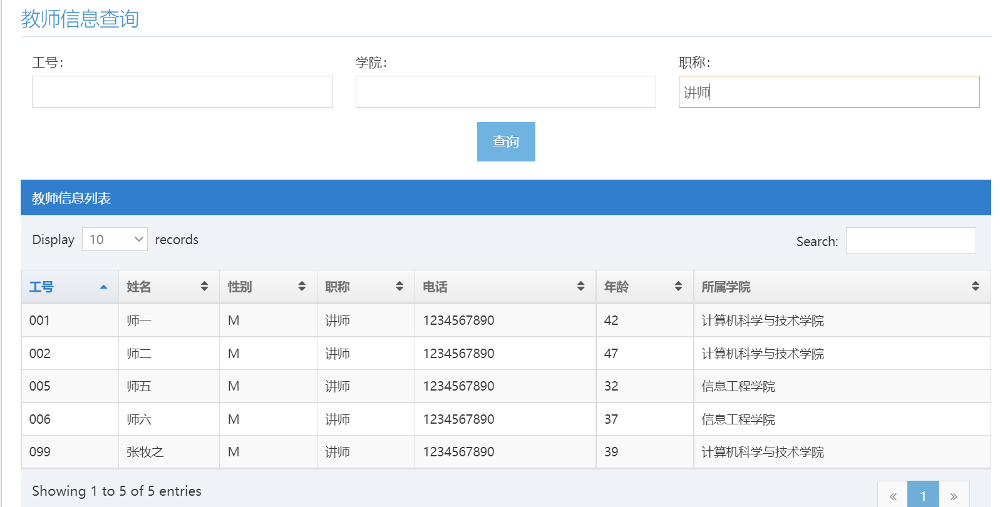 教师信息查询
工号： 学院： 职称：
讲师
查询
教师信息列表
Display 10 records Search:
工号 姓名 性别 职称 电话 年龄 所属学院
001 师一 M 讲师 1234567890 42 计算机科学与技术学院
002 师二 M 讲师 1234567890 47 计算机科学与技术学院
005 师五 M 讲师 1234567890 32 信息工程学院
006 师六 M 讲师 1234567890 37 信息工程学院
099 张牧之 M 讲师 1234567890 39 计算机科学与技术学院
Showing 1 to 5 of 5 entries « 1 »